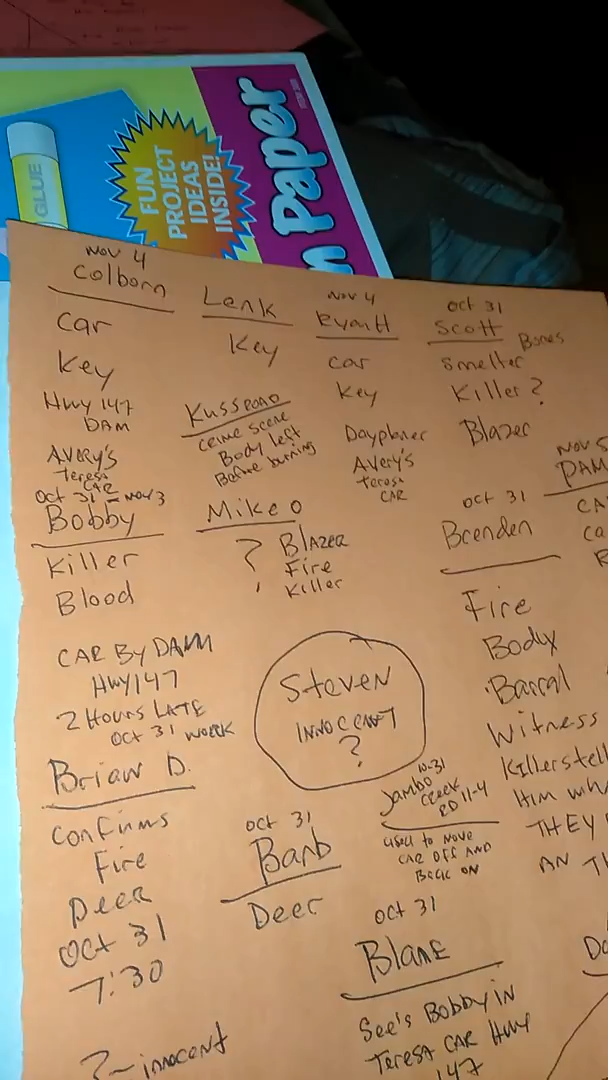 GLUE
FUN
PROJECT
IDEAS
INSIDE!
n Paper
NOV 4
Colborn
Car
Key
Hwy 147
DAM
AVERY'S
Teresa
CAR
Lenk
Key
Kuss ROAD
Crime scene
Body left
Before burning
NOV 4
Ryan H
Car
Key
Dayplaner
AVery's
Teresa
CAR
Oct 31
Scott
Bones
Smelter
Killer?
Blazer
Oct 31 - Nov 3
Bobby
Killer
Blood
CAR By DAM
Hwy 147
2 Hours LATE
Oct 31 WORK
Mike O
?
BLAZER
Fire
Killer
Oct 31
Brenden
Fire
Body
Barral
Witness
Killers tell
Him
THEY
AN
NOV 5
PAM
CA
Steven
INNOCENT
?
Brian D.
Confirms
Fire
Deer
Oct 31
7:30
Oct 31
Barb
Deer
Jambo 10-31
Creek
RD 11-4
used to MOVE
CAR OFF AND
BACK ON
Oct 31
Blane
See's Bobby in
Teresa CAR Hwy
147
? - innocent